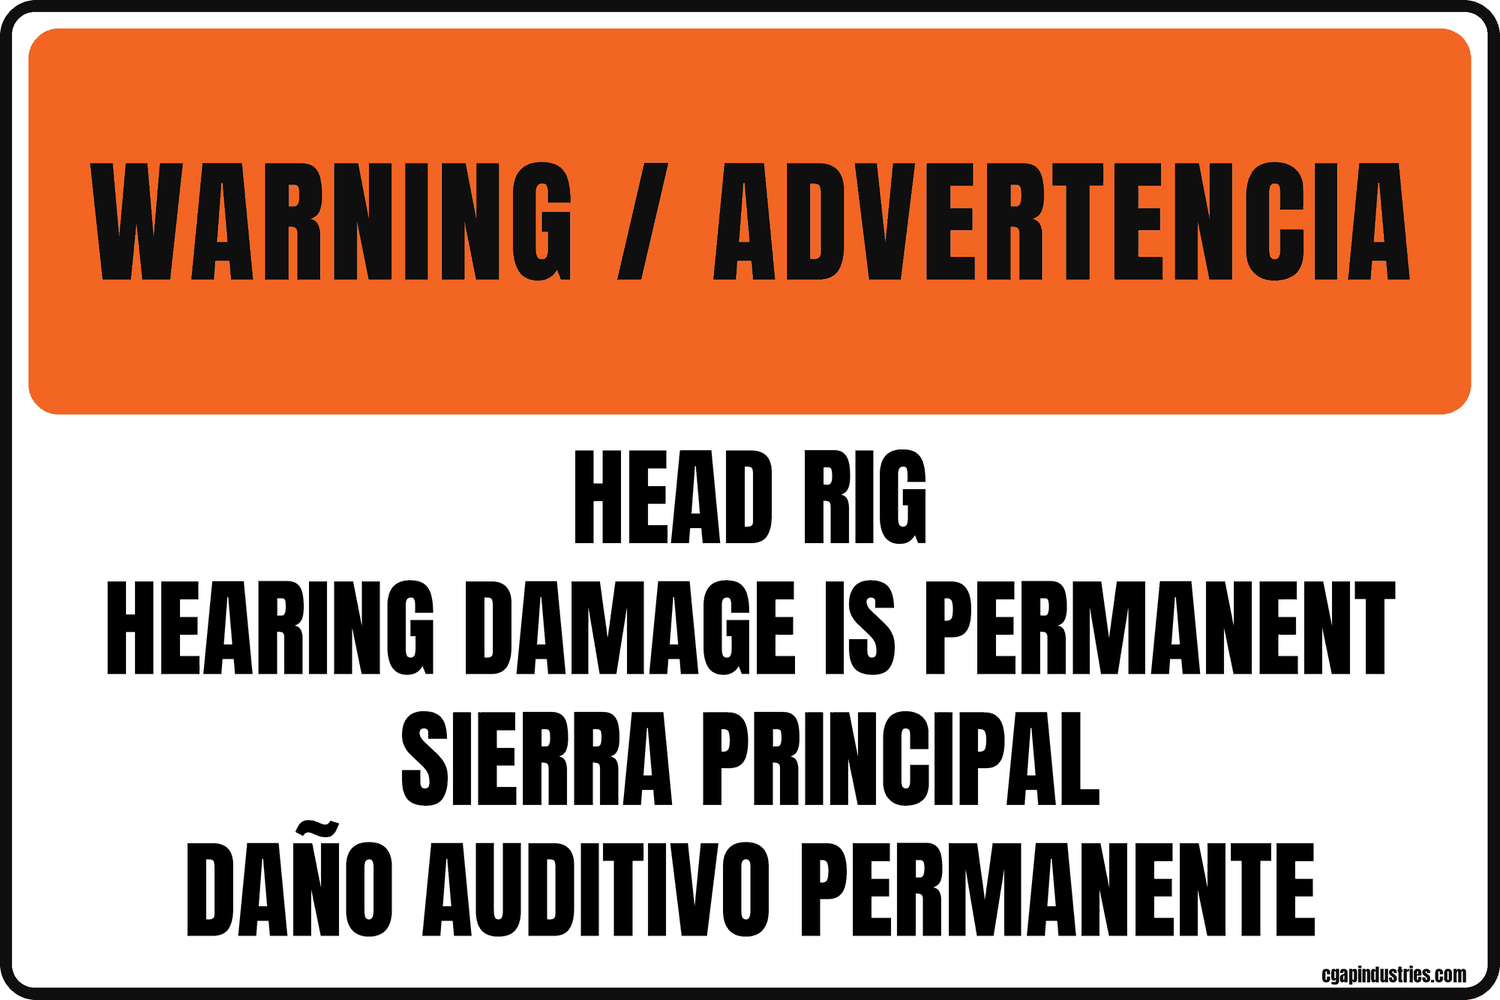 WARNING / ADVERTENCIA
HEAD RIG
HEARING DAMAGE IS PERMANENT
SIERRA PRINCIPAL
DAÑO AUDITIVO PERMANENTE
cgapindustries.com